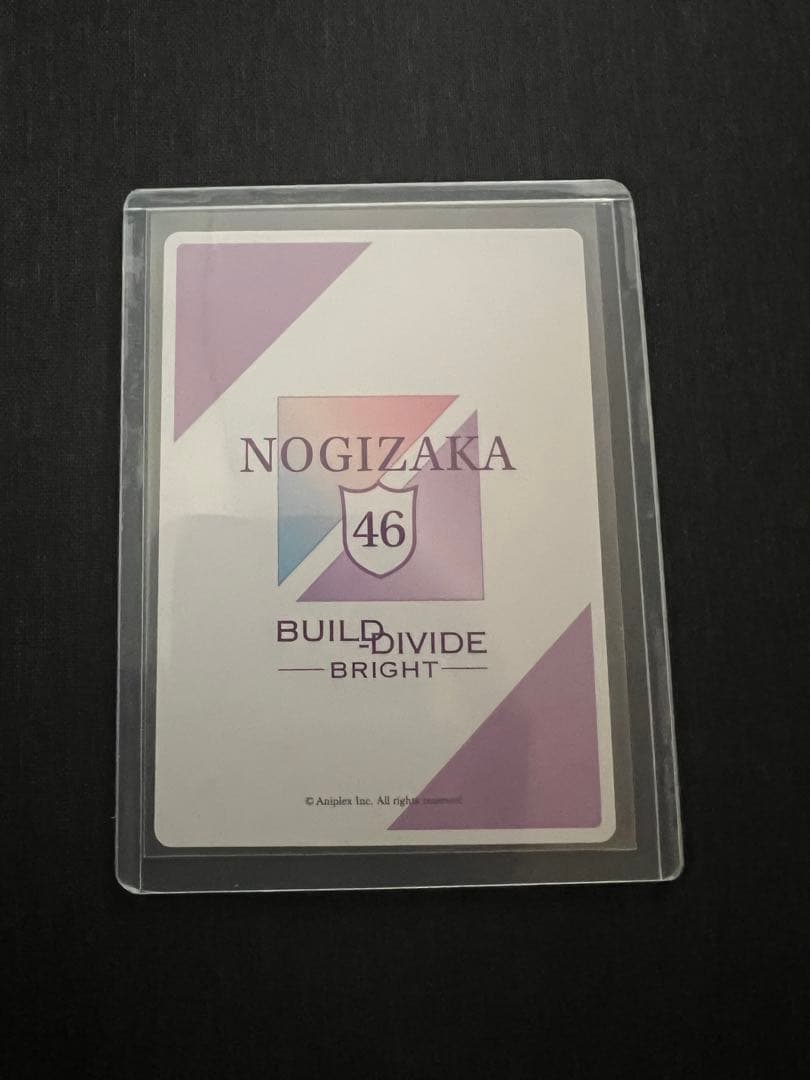 NOGIZAKA
46
BUILD
-DIVIDE
BRIGHT
© Aniplex Inc. All rights reserved.